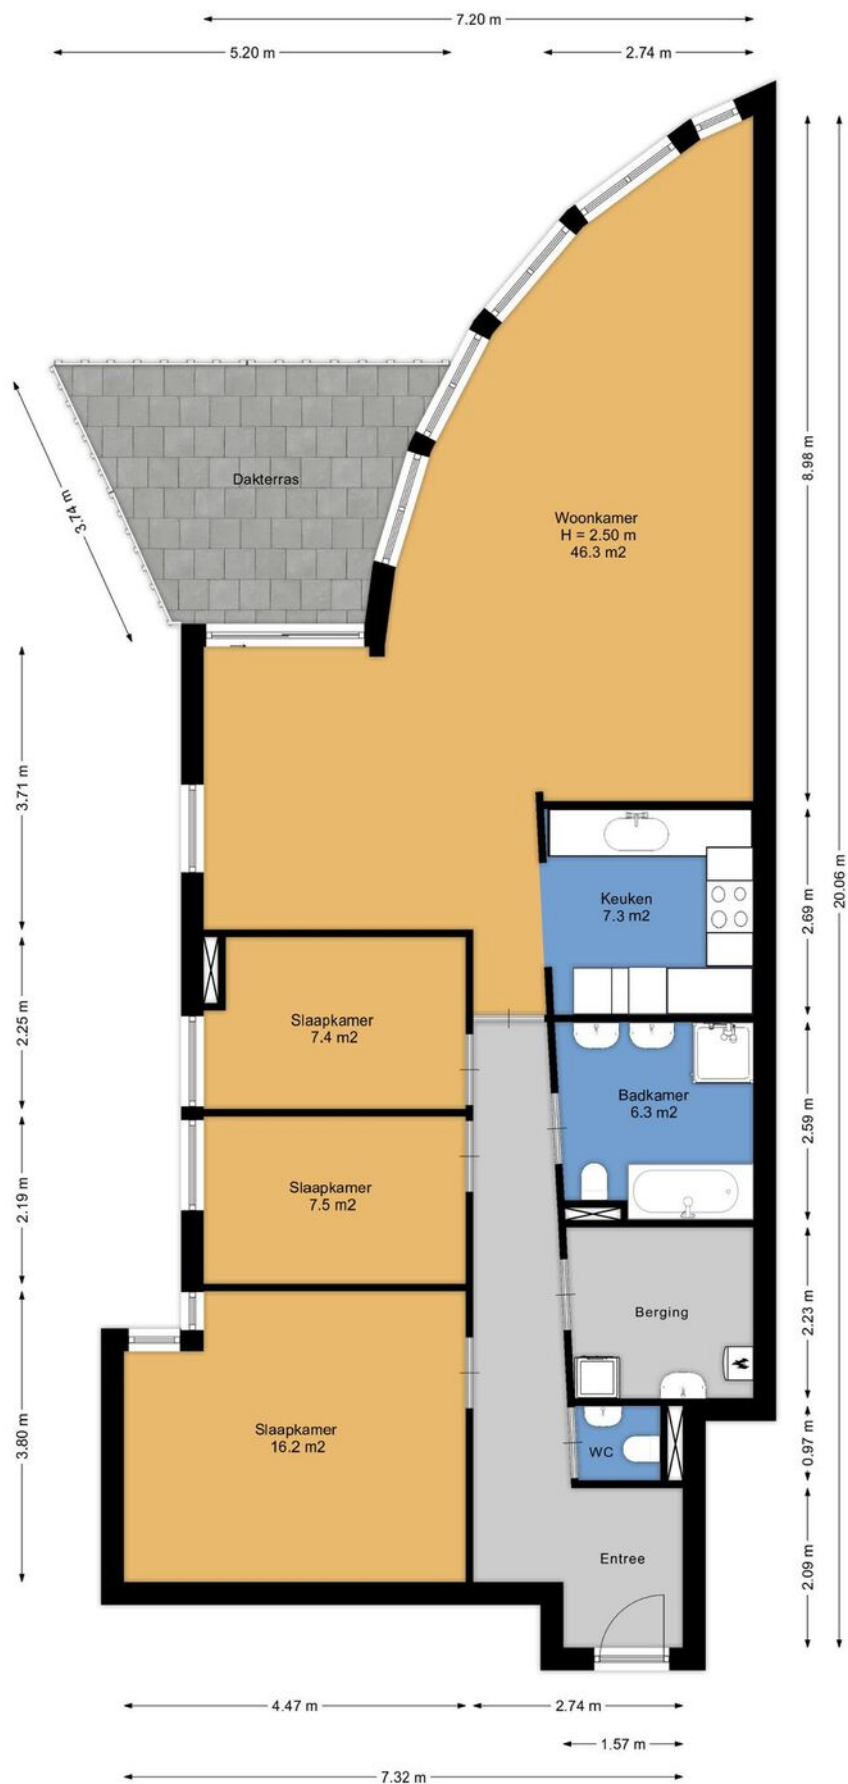 7.20 m
5.20 m
2.74 m
8.98 m
20.06 m
3.74 m
Dakterras
Woonkamer
H = 2.50 m
46.3 m2
3.71 m
Keuken
7.3 m2
2.69 m
Slaapkamer
7.4 m2
2.25 m
Badkamer
6.3 m2
2.59 m
Slaapkamer
7.5 m2
2.19 m
Berging
2.23 m
Slaapkamer
16.2 m2
3.80 m
WC
0.97 m
Entree
2.09 m
4.47 m
2.74 m
1.57 m
7.32 m